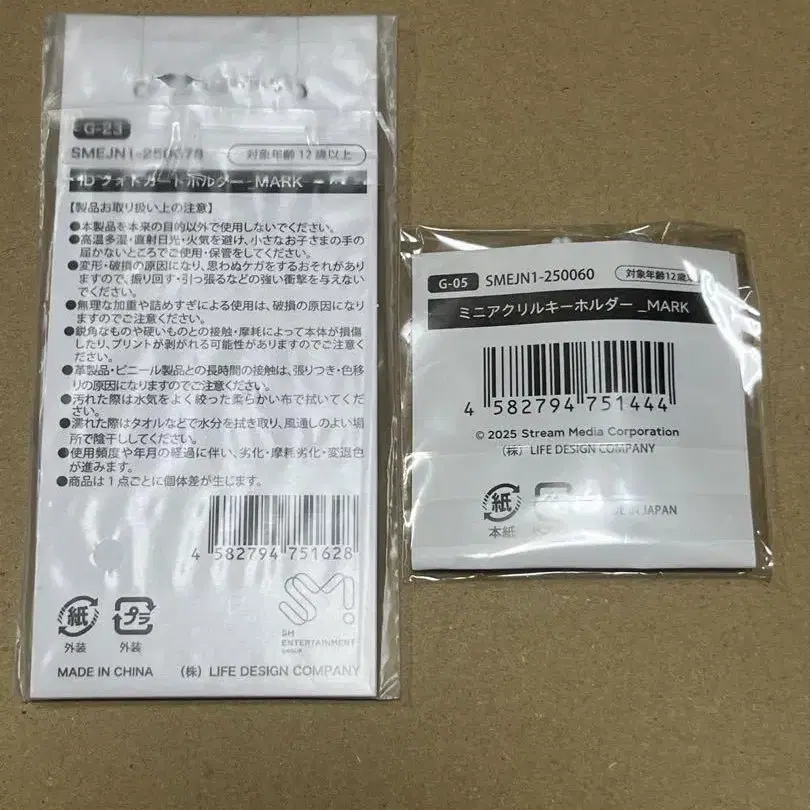 G-23
SMEJN1-250078
対象年齢12歳以上
ID フォトカードホルダー _MARK
【製品お取り扱い上の注意】
●本製品を本来の目的以外で使用しないでください。
●高温多湿・直射日光・火気を避け、小さなお子さまの手の
届かないところでご使用・保管をしてください。
●変形・破損の原因になり、思わぬケガをするおそれがあり
ますので、振り回す・引っ張るなどの強い衝撃を与えないで
ください。
●無理な加重や詰めすぎによる使用は、破損の原因になり
ますのでご注意ください。
●鋭角なものや硬いものとの接触・摩耗によって本体が損傷
したり、プリントが剥がれる可能性がありますのでご注意く
ださい。
●革製品・ビニール製品との長時間の接触は、張りつき・色移
りの原因になりますのでご注意ください。
●汚れた際は水気をよく絞った柔らかい布で拭いてくだ
さい。
●濡れた際はタオルなどで水分を拭き取り、風通しのよい場
所で陰干ししてください。
●使用頻度や年月の経過に伴い、劣化・摩耗劣化・変退色
が進みます。
●商品は1点ごとに個体差が生じます。
4 582794 751628
紙
外装
プラ
外装
SM
SM
ENTERTAINMENT
GROUP
MADE IN CHINA
(株) LIFE DESIGN COMPANY
G-05
SMEJN1-250060
対象年齢12歳
ミニアクリルキーホルダー _MARK
4 582794 751444
© 2025 Stream Media Corporation
(株) LIFE DESIGN COMPANY
紙
本紙
IN JAPAN